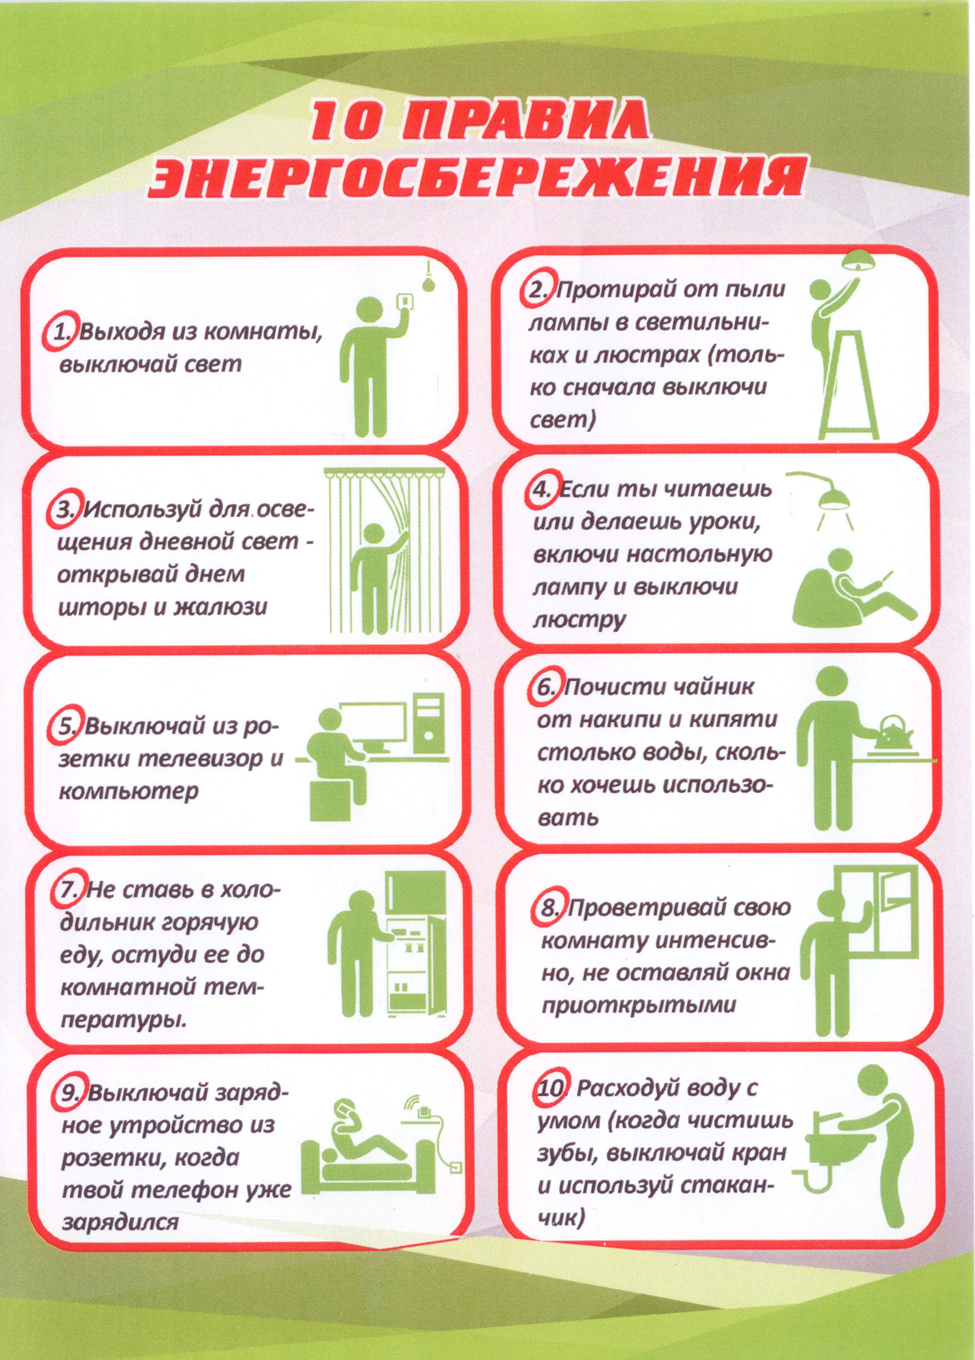 10 ПРАВИЛ
ЭНЕРГОСБЕРЕЖЕНИЯ
1. Выходя из комнаты,
выключай свет
2. Протирай от пыли
лампы в светильни-
ках и люстрах (толь-
ко сначала выключи
свет)
3. Используй для осве-
щения дневной свет -
открывай днем
шторы и жалюзи
4. Если ты читаешь
или делаешь уроки,
включи настольную
лампу и выключи
люстру
5. Выключай из ро-
зетки телевизор и
компьютер
6. Почисти чайник
от накипи и кипяти
столько воды, сколь-
ко хочешь использо-
вать
7. Не ставь в холо-
дильник горячую
еду, остуди ее до
комнатной тем-
пературы.
8. Проветривай свою
комнату интенсив-
но, не оставляй окна
приоткрытыми
9. Выключай заряд-
ное утройство из
розетки, когда
твой телефон уже
зарядился
10. Расходуй воду с
умом (когда чистишь
зубы, выключай кран
и используй стакан-
чик)